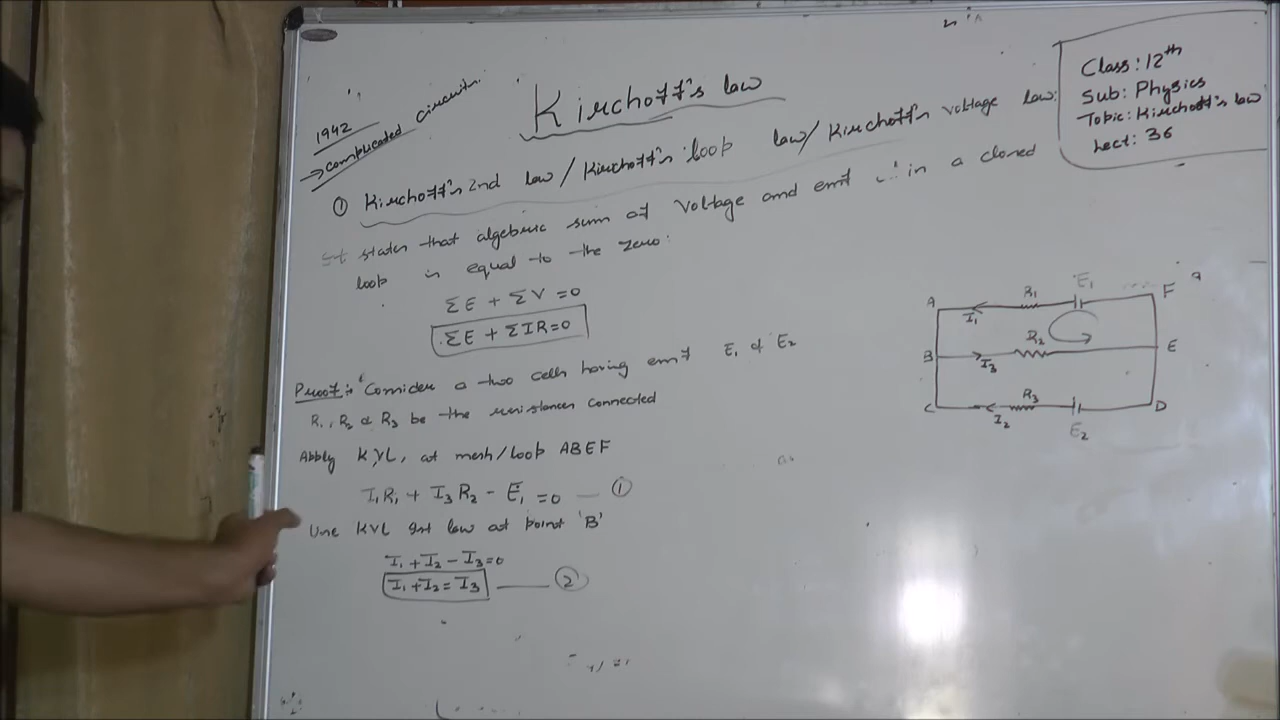 Class: 12th
Sub: Physics
Topic: Kirchoff's law
Lect: 36
Kirchoff's law
1942
→ complicated circuits.
① Kirchoff's 2nd law / Kirchoff's loop law / Kirchoff's voltage law:
It states that algebraic sum of voltage and emf in a closed
loop is equal to the zero:
ΣE + ΣV = 0
ΣE + ΣIR = 0
Proof: Consider a two cells having emf E₁ & E₂
R₁, R₂ & R₃ be the resistances connected
Apply KVL, at mesh/loop ABEF
I₁R₁ + I₃R₂ - E₁ = 0 — ①
Use KVL Ist law at point 'B'
I₁ + I₂ - I₃ = 0
I₁ + I₂ = I₃ — ②
A R₁ E₁ F
I₁
B R₂ E
I₃
C R₃ D
I₂ E₂